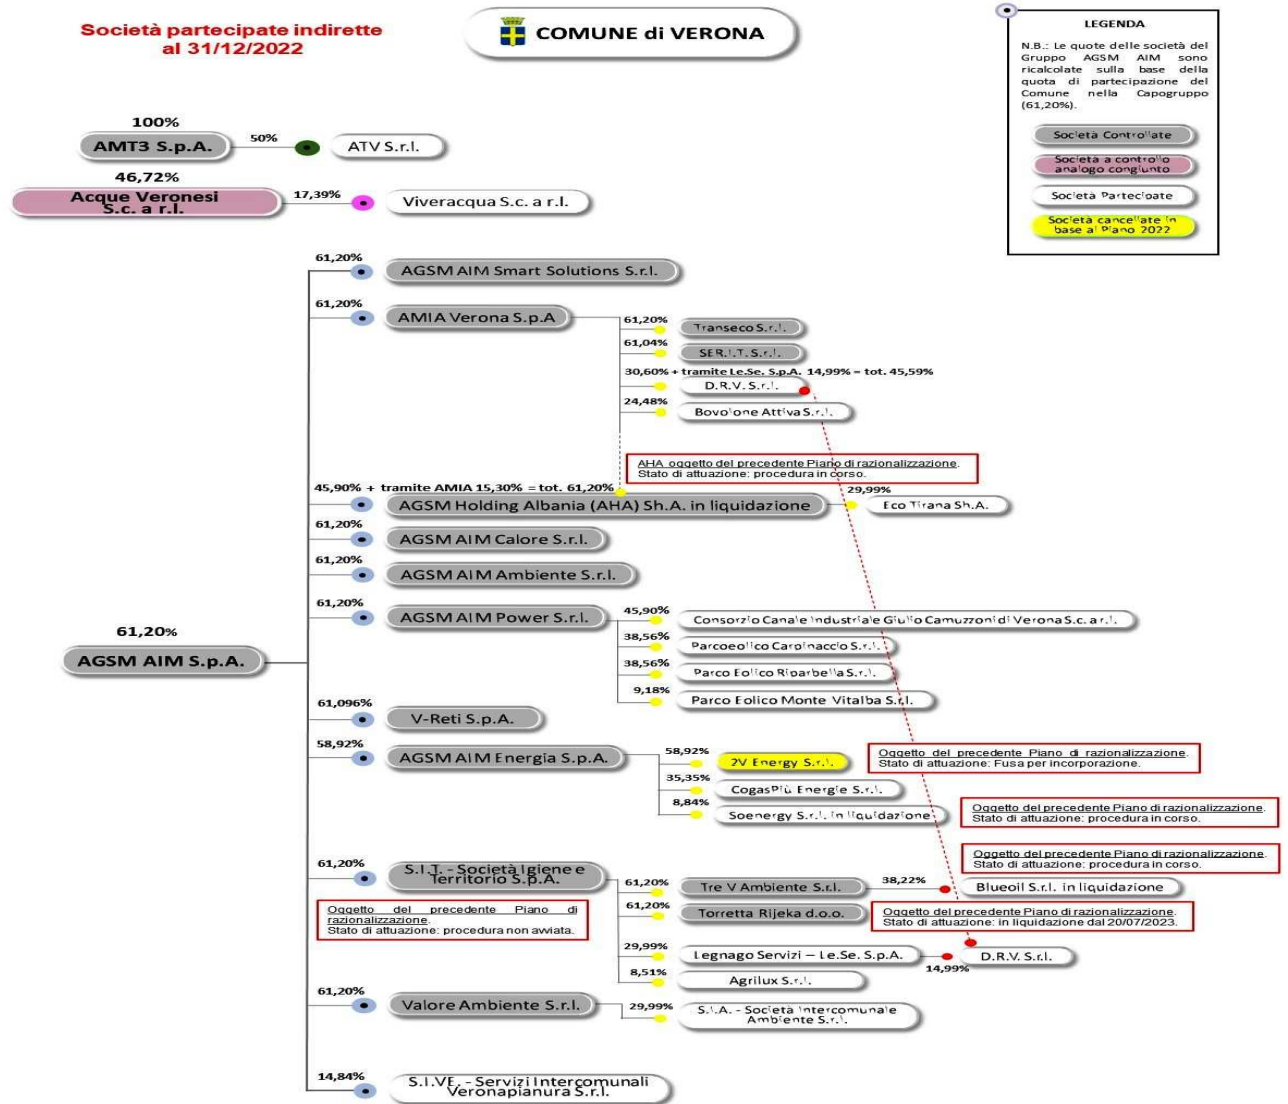 Società partecipate indirette
al 31/12/2022
COMUNE di VERONA
LEGENDA
N.B.: Le quote delle società del
Gruppo AGSM AIM sono
ricalcolate sulla base della
quota di partecipazione del
Comune nella Capogruppo
(61,20%).
Società Controllate
Società a controllo
analogo congiunto
Società Partecipate
Società cancellate in
base al Piano 2022
100%
AMT3 S.p.A.
50%
ATV S.r.l.
46,72%
Acque Veronesi
S.c. a r.l.
17,39%
Viveracqua S.c. a r.l.
61,20%
AGSM AIM Smart Solutions S.r.l.
61,20%
AMIA Verona S.p.A
61,20%
Transeco S.r.l.
61,04%
SER.I.T. S.r.l.
30,60% + tramite Le.Se. S.p.A. 14,99% = tot. 45,59%
D.R.V. S.r.l.
24,48%
Bovolone Attiva S.r.l.
AHA oggetto del precedente Piano di razionalizzazione.
Stato di attuazione: procedura in corso.
45,90% + tramite AMIA 15,30% = tot. 61,20%
AGSM Holding Albania (AHA) Sh.A. in liquidazione
29,99%
Eco Tirana Sh.A.
61,20%
AGSM AIM Calore S.r.l.
61,20%
AGSM AIM Ambiente S.r.l.
61,20%
AGSM AIM Power S.r.l.
45,90%
Consorzio Canale Industriale Giulio Camuzzoni di Verona S.c. a r.l.
38,56%
Parcoeolico Carpinaccio S.r.l.
38,56%
Parco Eolico Riparbella S.r.l.
9,18%
Parco Eolico Monte Vitalba S.r.l.
61,20%
AGSM AIM S.p.A.
61,096%
V-Reti S.p.A.
58,92%
AGSM AIM Energia S.p.A.
58,92%
2V Energy S.r.l.
Oggetto del precedente Piano di razionalizzazione.
Stato di attuazione: Fusa per incorporazione.
35,35%
CogasPiù Energie S.r.l.
8,84%
Soenergy S.r.l. in liquidazione
Oggetto del precedente Piano di razionalizzazione.
Stato di attuazione: procedura in corso.
Oggetto del precedente Piano di razionalizzazione.
Stato di attuazione: procedura in corso.
61,20%
S.I.T. - Società Igiene e
Territorio S.p.A.
Oggetto del precedente Piano di
razionalizzazione.
Stato di attuazione: procedura non avviata.
61,20%
Tre V Ambiente S.r.l.
38,22%
Blueoil S.r.l. in liquidazione
61,20%
Torretta Rijeka d.o.o.
Oggetto del precedente Piano di razionalizzazione.
Stato di attuazione: in liquidazione dal 20/07/2023.
29,99%
Legnago Servizi – Le.Se. S.p.A.
14,99%
D.R.V. S.r.l.
8,51%
Agrilux S.r.l.
61,20%
Valore Ambiente S.r.l.
29,99%
S.I.A. - Società Intercomunale
Ambiente S.r.l.
14,84%
S.I.VE. - Servizi Intercomunali
Veronapianura S.r.l.